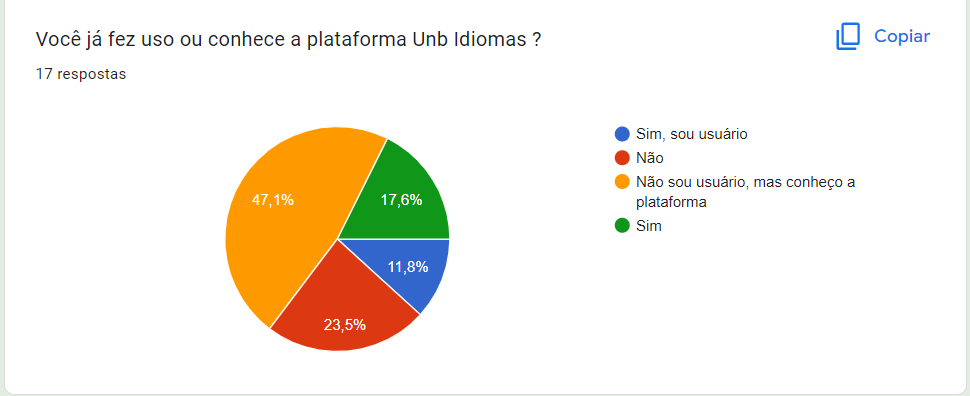 Você já fez uso ou conhece a plataforma Unb Idiomas ?
Copiar
17 respostas
Sim, sou usuário
Não
Não sou usuário, mas conheço a
plataforma
Sim
47,1%
17,6%
11,8%
23,5%